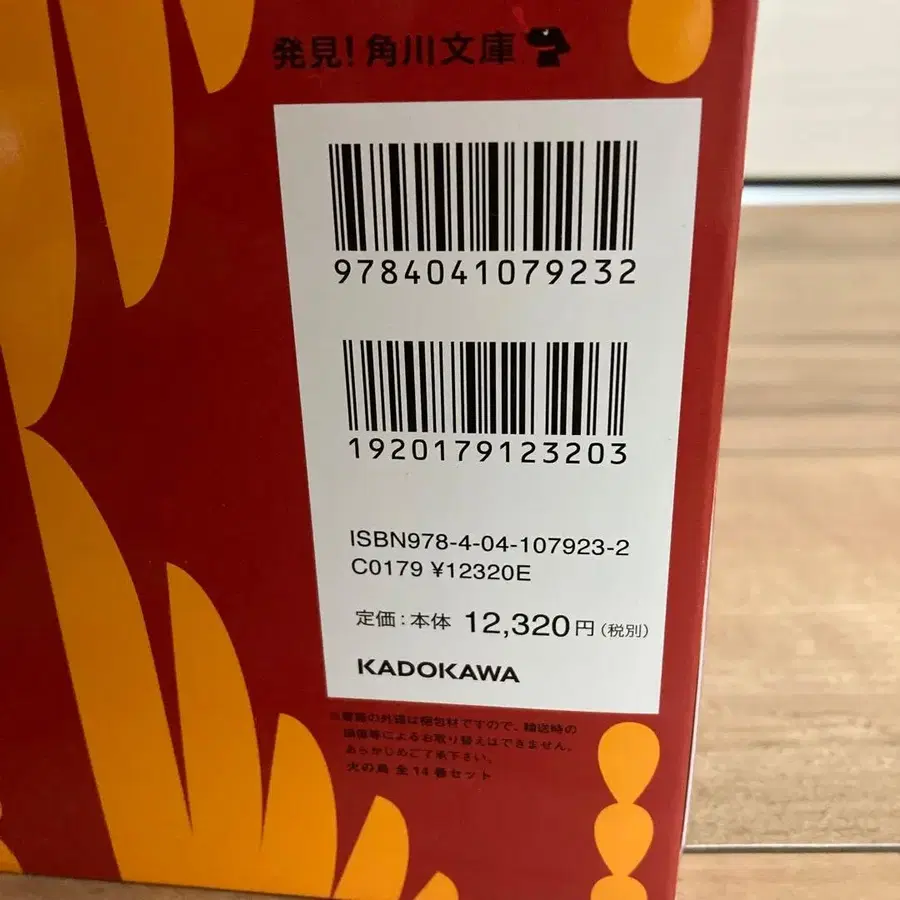 発見！角川文庫
9784041079232
1920179123203
ISBN978-4-04-107923-2
C0179 ¥12320E
定価：本体 12,320円（税別）
KADOKAWA
※書籍の外函は梱包材ですので、輸送時の
損傷等によるお取り替えはできません。
あらかじめご了承下さい。
火の鳥 全14巻セット